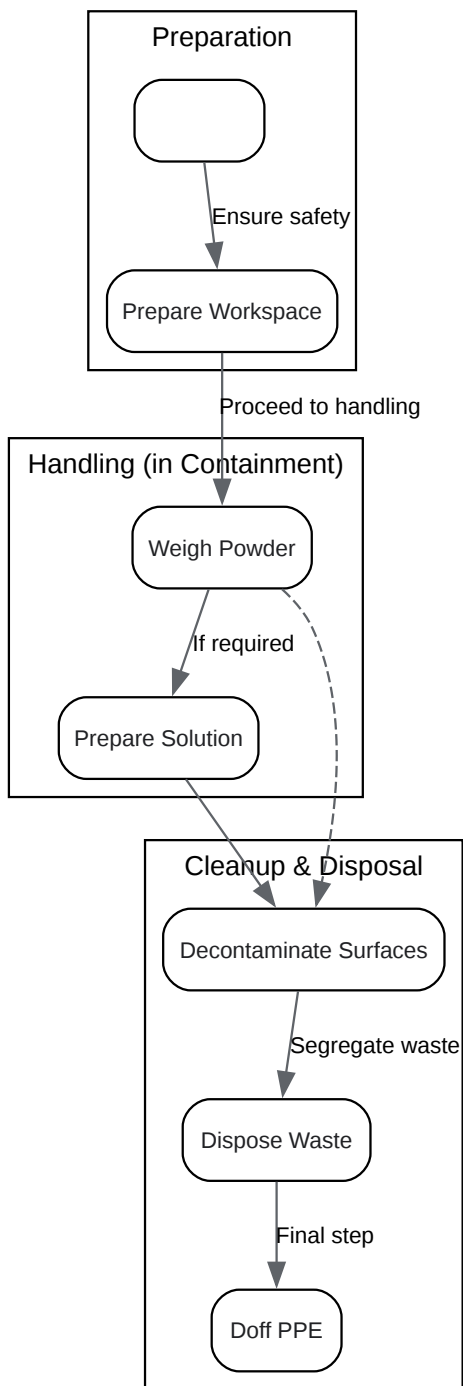 Preparation
Ensure safety
Prepare Workspace
Proceed to handling
Handling (in Containment)
Weigh Powder
If required
Prepare Solution
Cleanup & Disposal
Decontaminate Surfaces
Segregate waste
Dispose Waste
Final step
Doff PPE